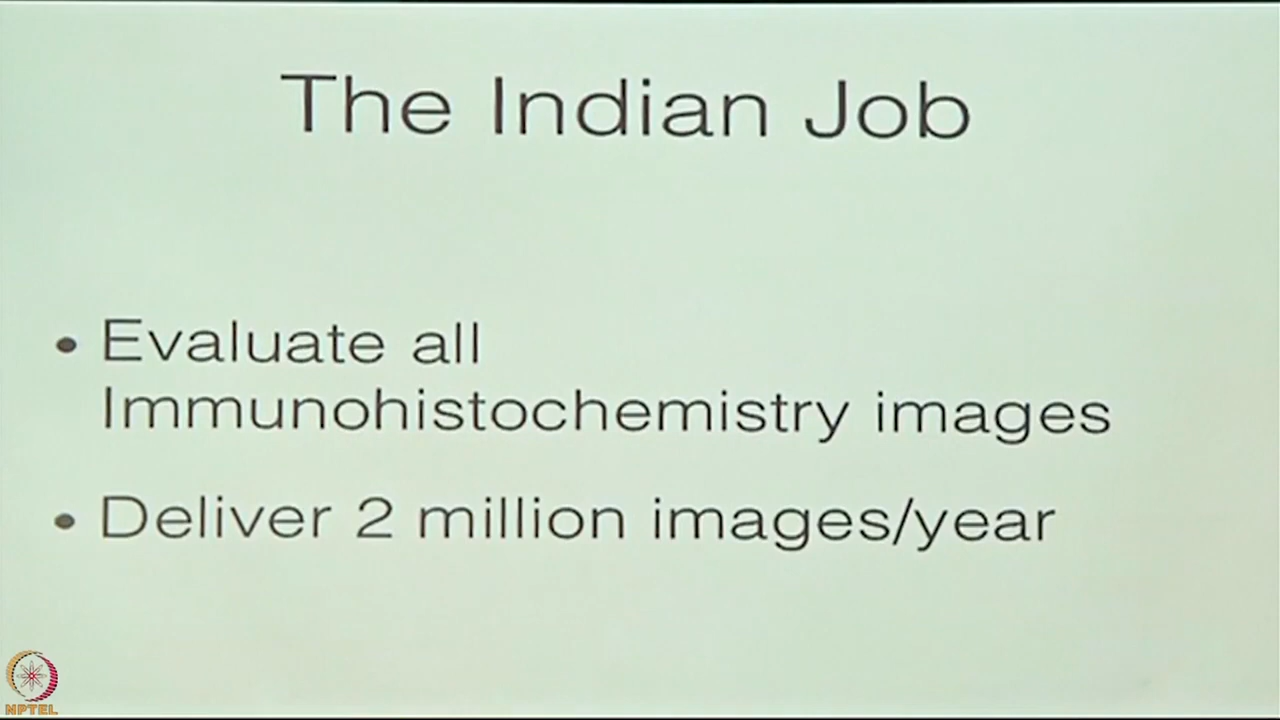 The Indian Job
• Evaluate all
Immunohistochemistry images
• Deliver 2 million images/year
NPTEL